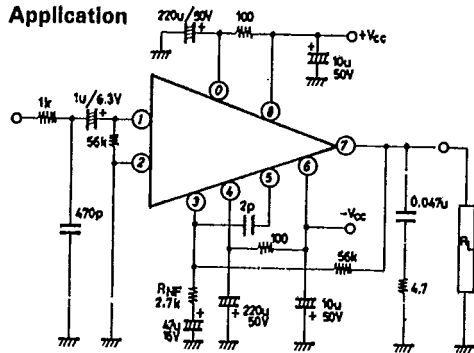 Application
220u/50V
100
+Vcc
10u
50V
0
8
1k
1u/6.3V
1
7
56k
2
6
5
4
3
2p
470p
-Vcc
0.047u
100
56k
RNF
2.7k
RL
47u
220u
50V
10u
50V
4.7